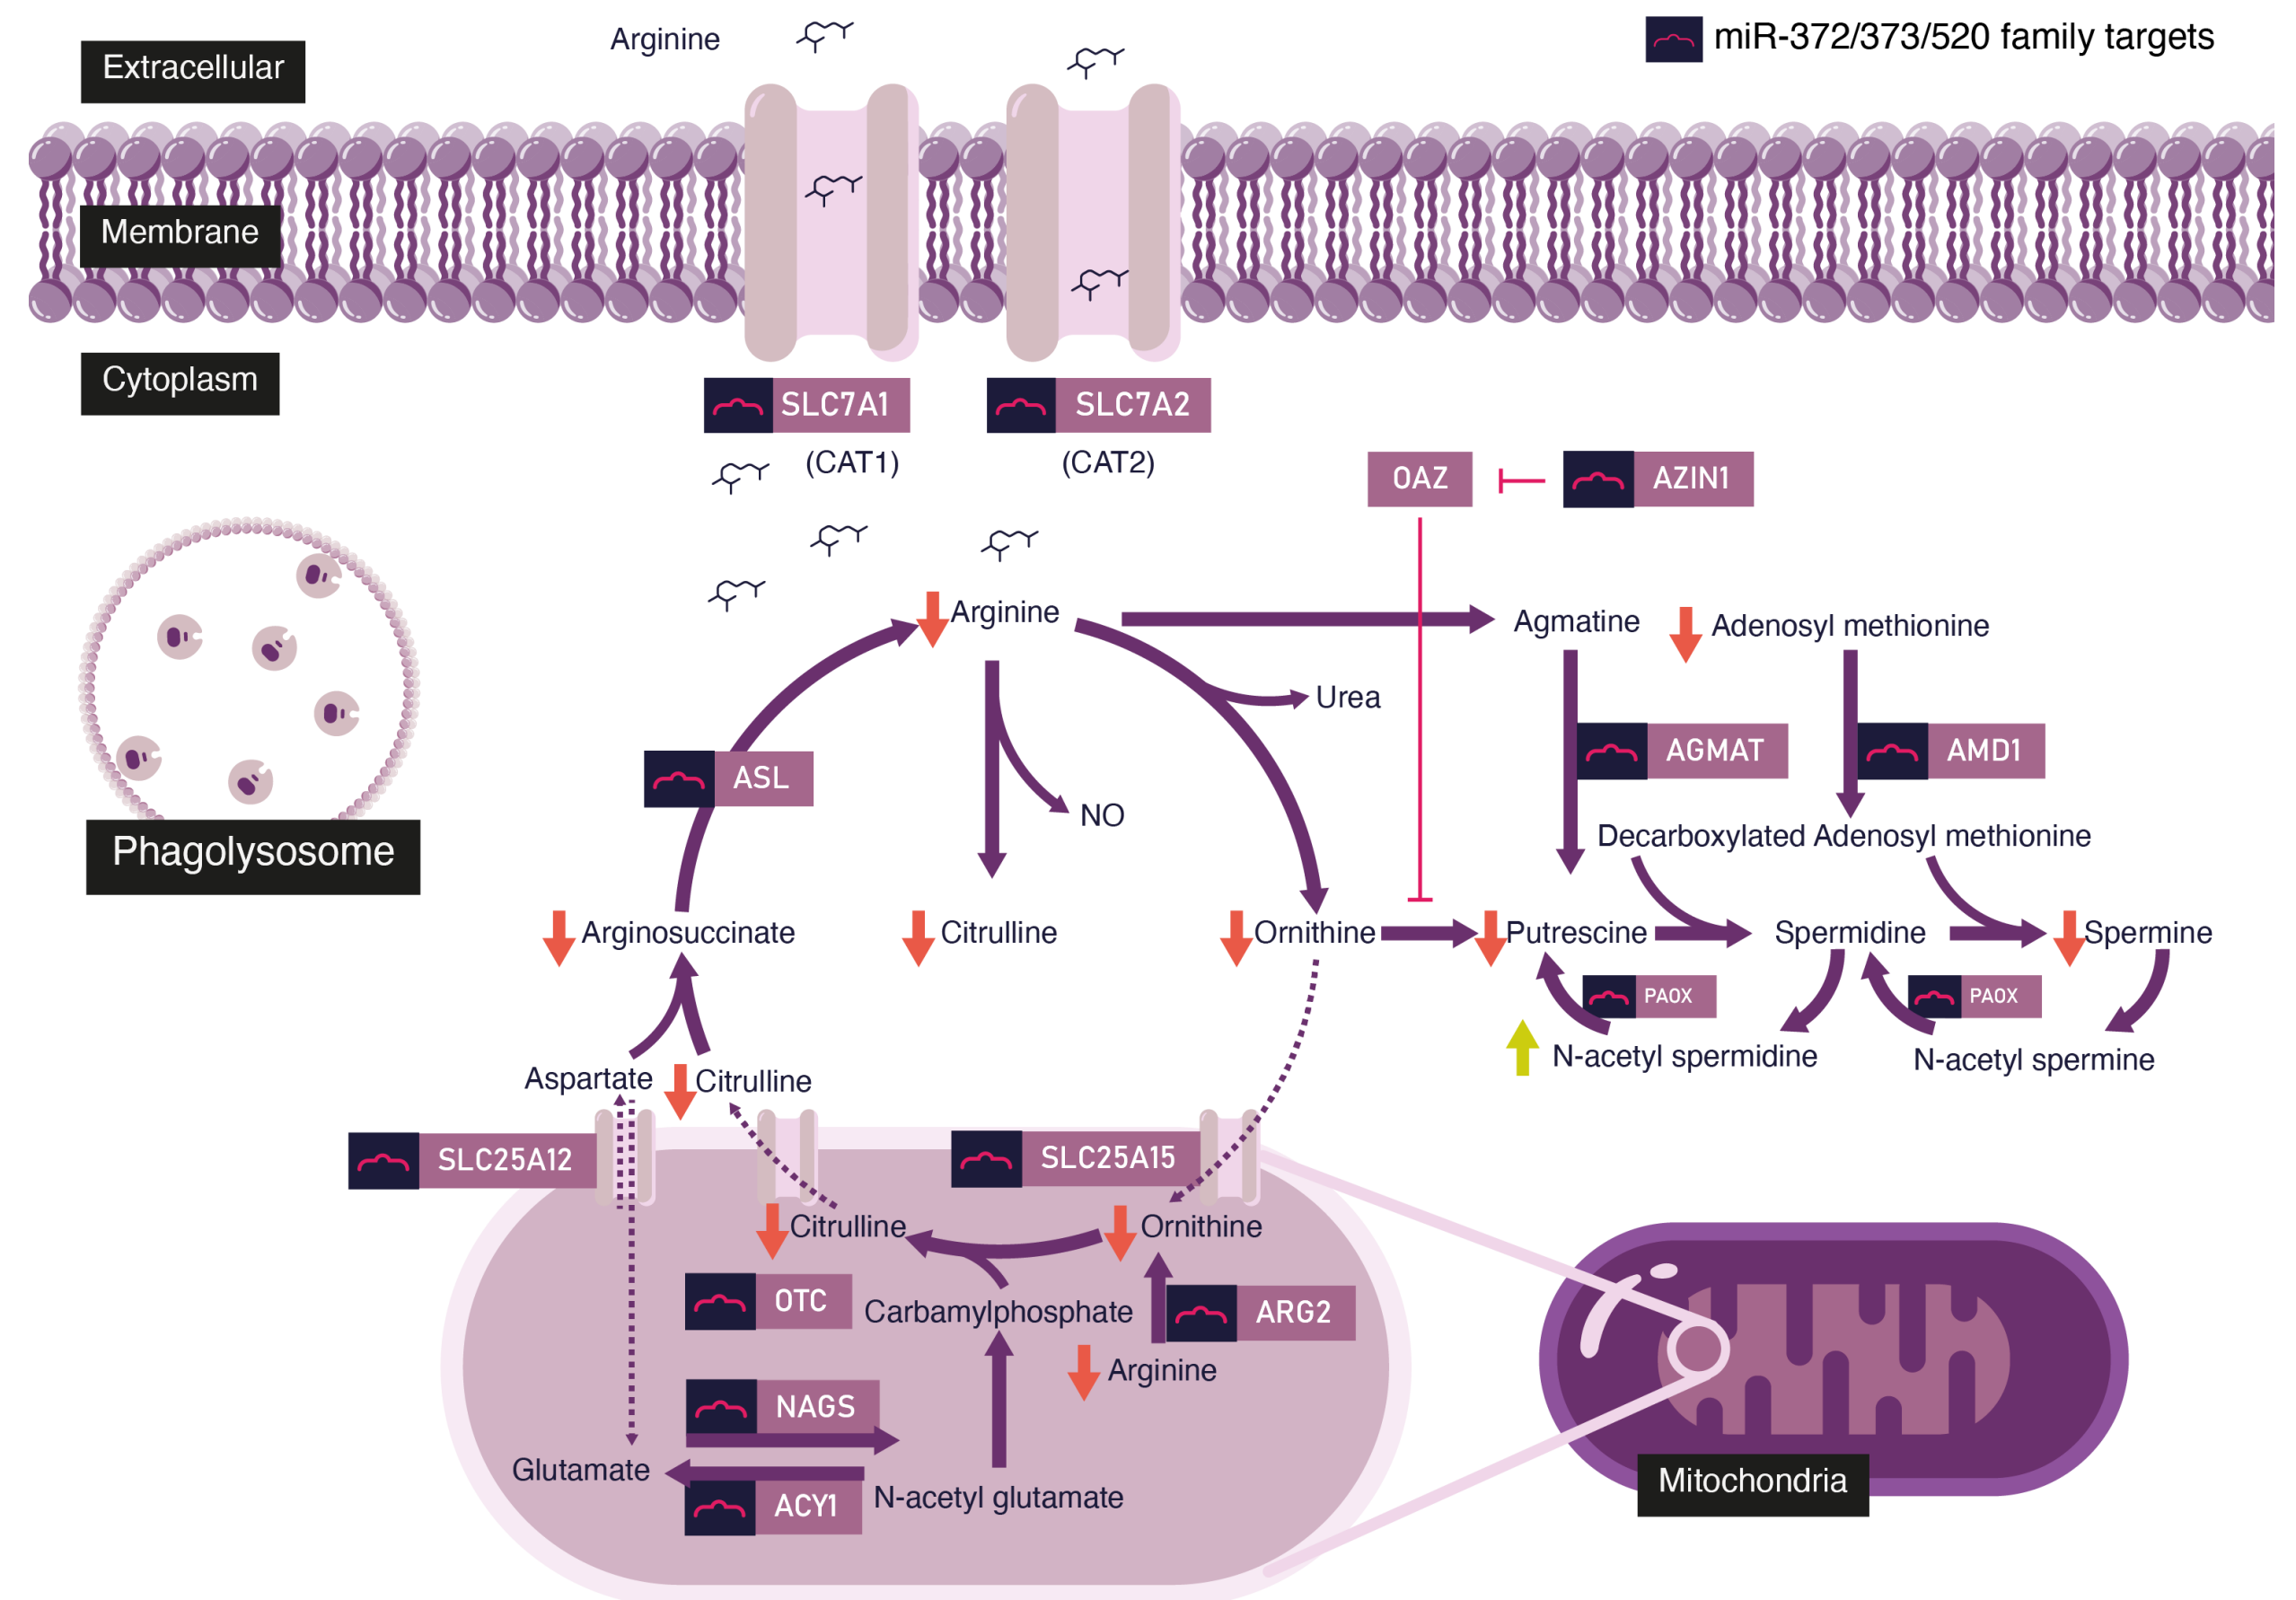 Arginine
miR-372/373/520 family targets
Extracellular
Membrane
Cytoplasm
SLC7A1
SLC7A2
(CAT1)
(CAT2)
OAZ
AZIN1
Arginine
Agmatine
Adenosyl methionine
Urea
ASL
AGMAT
AMD1
NO
Decarboxylated Adenosyl methionine
Phagolysosome
Arginosuccinate
Citrulline
Ornithine
Putrescine
Spermidine
Spermine
PAOX
PAOX
N-acetyl spermidine
N-acetyl spermine
Aspartate
Citrulline
SLC25A12
SLC25A15
Citrulline
Ornithine
OTC
Carbamylphosphate
ARG2
Arginine
NAGS
Glutamate
N-acetyl glutamate
ACY1
Mitochondria